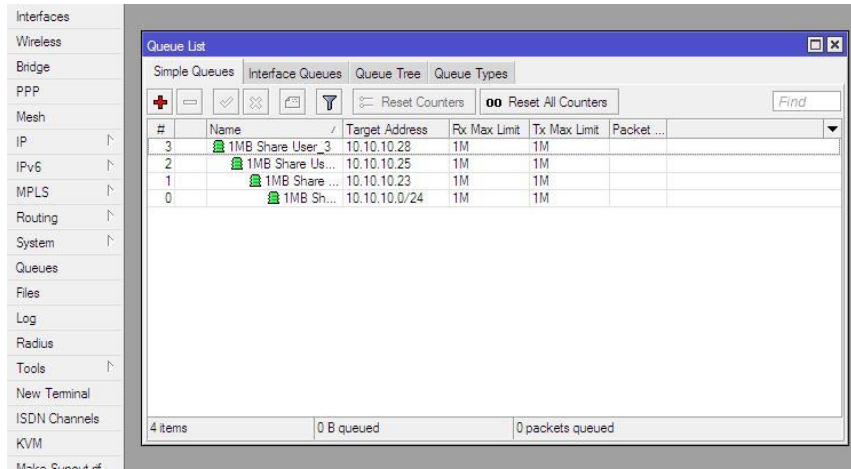 Interfaces
Wireless
Bridge
PPP
Mesh
IP
IPv6
MPLS
Routing
System
Queues
Files
Log
Radius
Tools
New Terminal
ISDN Channels
KVM
Make Supout.rif
Queue List
Simple Queues Interface Queues Queue Tree Queue Types
Reset Counters 00 Reset All Counters Find
# Name / Target Address Rx Max Limit Tx Max Limit Packet ...
3 1MB Share User_3 10.10.10.28 1M 1M
2 1MB Share Us... 10.10.10.25 1M 1M
1 1MB Share ... 10.10.10.23 1M 1M
0 1MB Sh... 10.10.10.0/24 1M 1M
4 items 0 B queued 0 packets queued